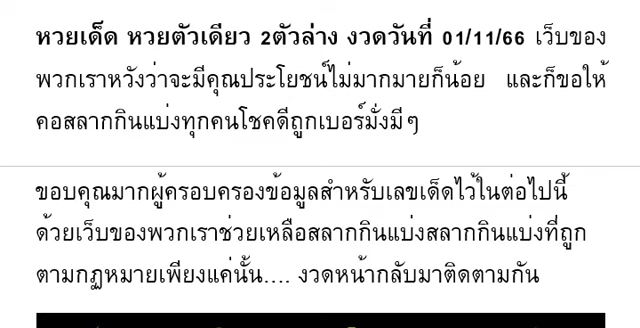 หวยเด็ด หวยตัวเดียว 2ตัวล่าง งวดวันที่ 01/11/66 เว็บของ
พวกเราหวังว่าจะมีคุณประโยชน์ไม่มากมายก็น้อย และก็ขอให้
คอสลากกินแบ่งทุกคนโชคดีถูกเบอร์มั่งมีๆ
ขอบคุณมากผู้ครอบครองข้อมูลสำหรับเลขเด็ดไว้ในต่อไปนี้
ด้วยเว็บของพวกเราช่วยเหลือสลากกินแบ่งสลากกินแบ่งที่ถูก
ตามกฏหมายเพียงแค่นั้น.... งวดหน้ากลับมาติดตามกัน